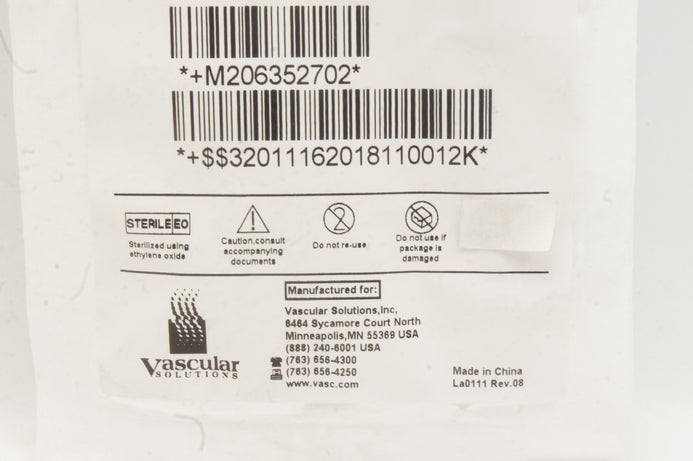 *+M206352702*
*+$$32011162018110012K*
STERILE EO
Sterilized using
ethylene oxide
Caution,consult
accompanying
documents
2
Do not re-use
Do not use if
package is
damaged
Manufactured for:
Vascular Solutions,Inc,
6464 Sycamore Court North
Minneapolis,MN 55369 USA
(888) 240-6001 USA
(763) 656-4300
(763) 656-4250
www.vasc.com
Vascular
SOLUTIONS
Made in China
La0111 Rev.08